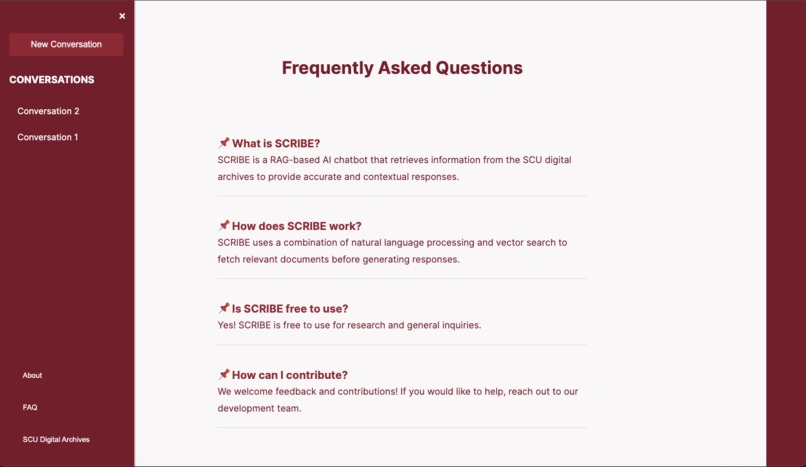 ×
New Conversation
CONVERSATIONS
Conversation 2
Conversation 1
About
FAQ
SCU Digital Archives
Frequently Asked Questions
📌 What is SCRIBE?
SCRIBE is a RAG-based AI chatbot that retrieves information from the SCU digital
archives to provide accurate and contextual responses.
📌 How does SCRIBE work?
SCRIBE uses a combination of natural language processing and vector search to
fetch relevant documents before generating responses.
📌 Is SCRIBE free to use?
Yes! SCRIBE is free to use for research and general inquiries.
📌 How can I contribute?
We welcome feedback and contributions! If you would like to help, reach out to our
development team.